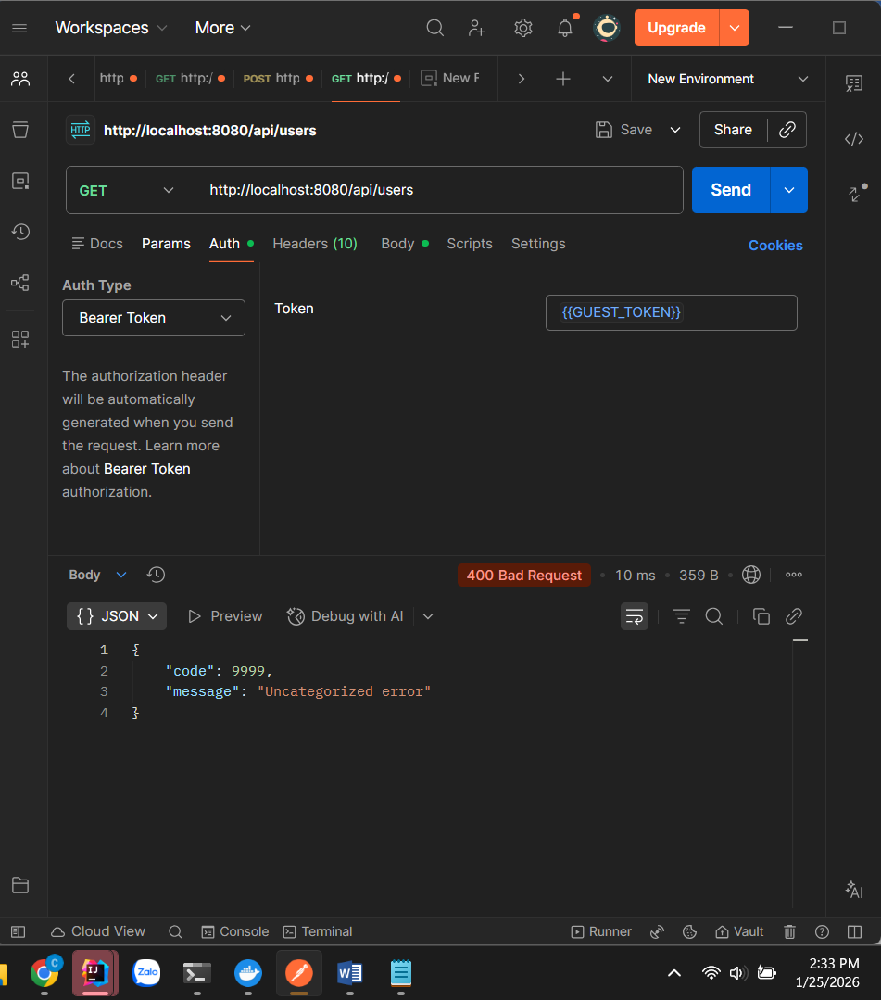 Workspaces More Upgrade
http GET http:/ POST http GET http:/ New E New Environment
HTTP http://localhost:8080/api/users Save Share
GET http://localhost:8080/api/users Send
Docs Params Auth Headers (10) Body Scripts Settings Cookies
Auth Type
Bearer Token
Token {{GUEST_TOKEN}}
The authorization header
will be automatically
generated when you send
the request. Learn more
about Bearer Token
authorization.
Body 400 Bad Request 10 ms 359 B
{} JSON Preview Debug with AI
1 {
2 "code": 9999,
3 "message": "Uncategorized error"
4 }
AI
Cloud View Console Terminal Runner Vault
C IJ Zalo W
2:33 PM
1/25/2026